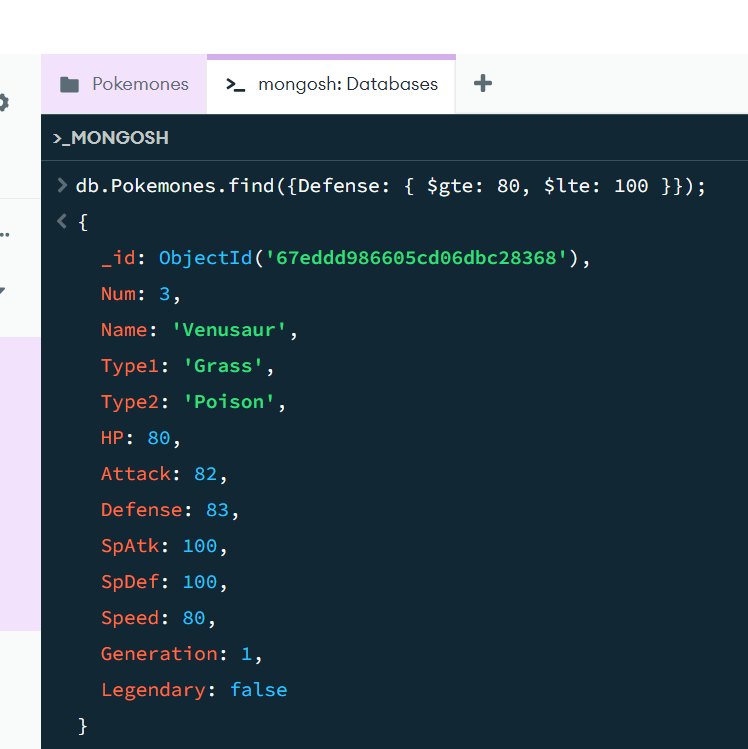 Pokemones
>_ mongosh: Databases +
>_MONGOSH
> db.Pokemones.find({Defense: { $gte: 80, $lte: 100 }});
< {
_id: ObjectId('67eddd986605cd06dbc28368'),
Num: 3,
Name: 'Venusaur',
Type1: 'Grass',
Type2: 'Poison',
HP: 80,
Attack: 82,
Defense: 83,
SpAtk: 100,
SpDef: 100,
Speed: 80,
Generation: 1,
Legendary: false
}